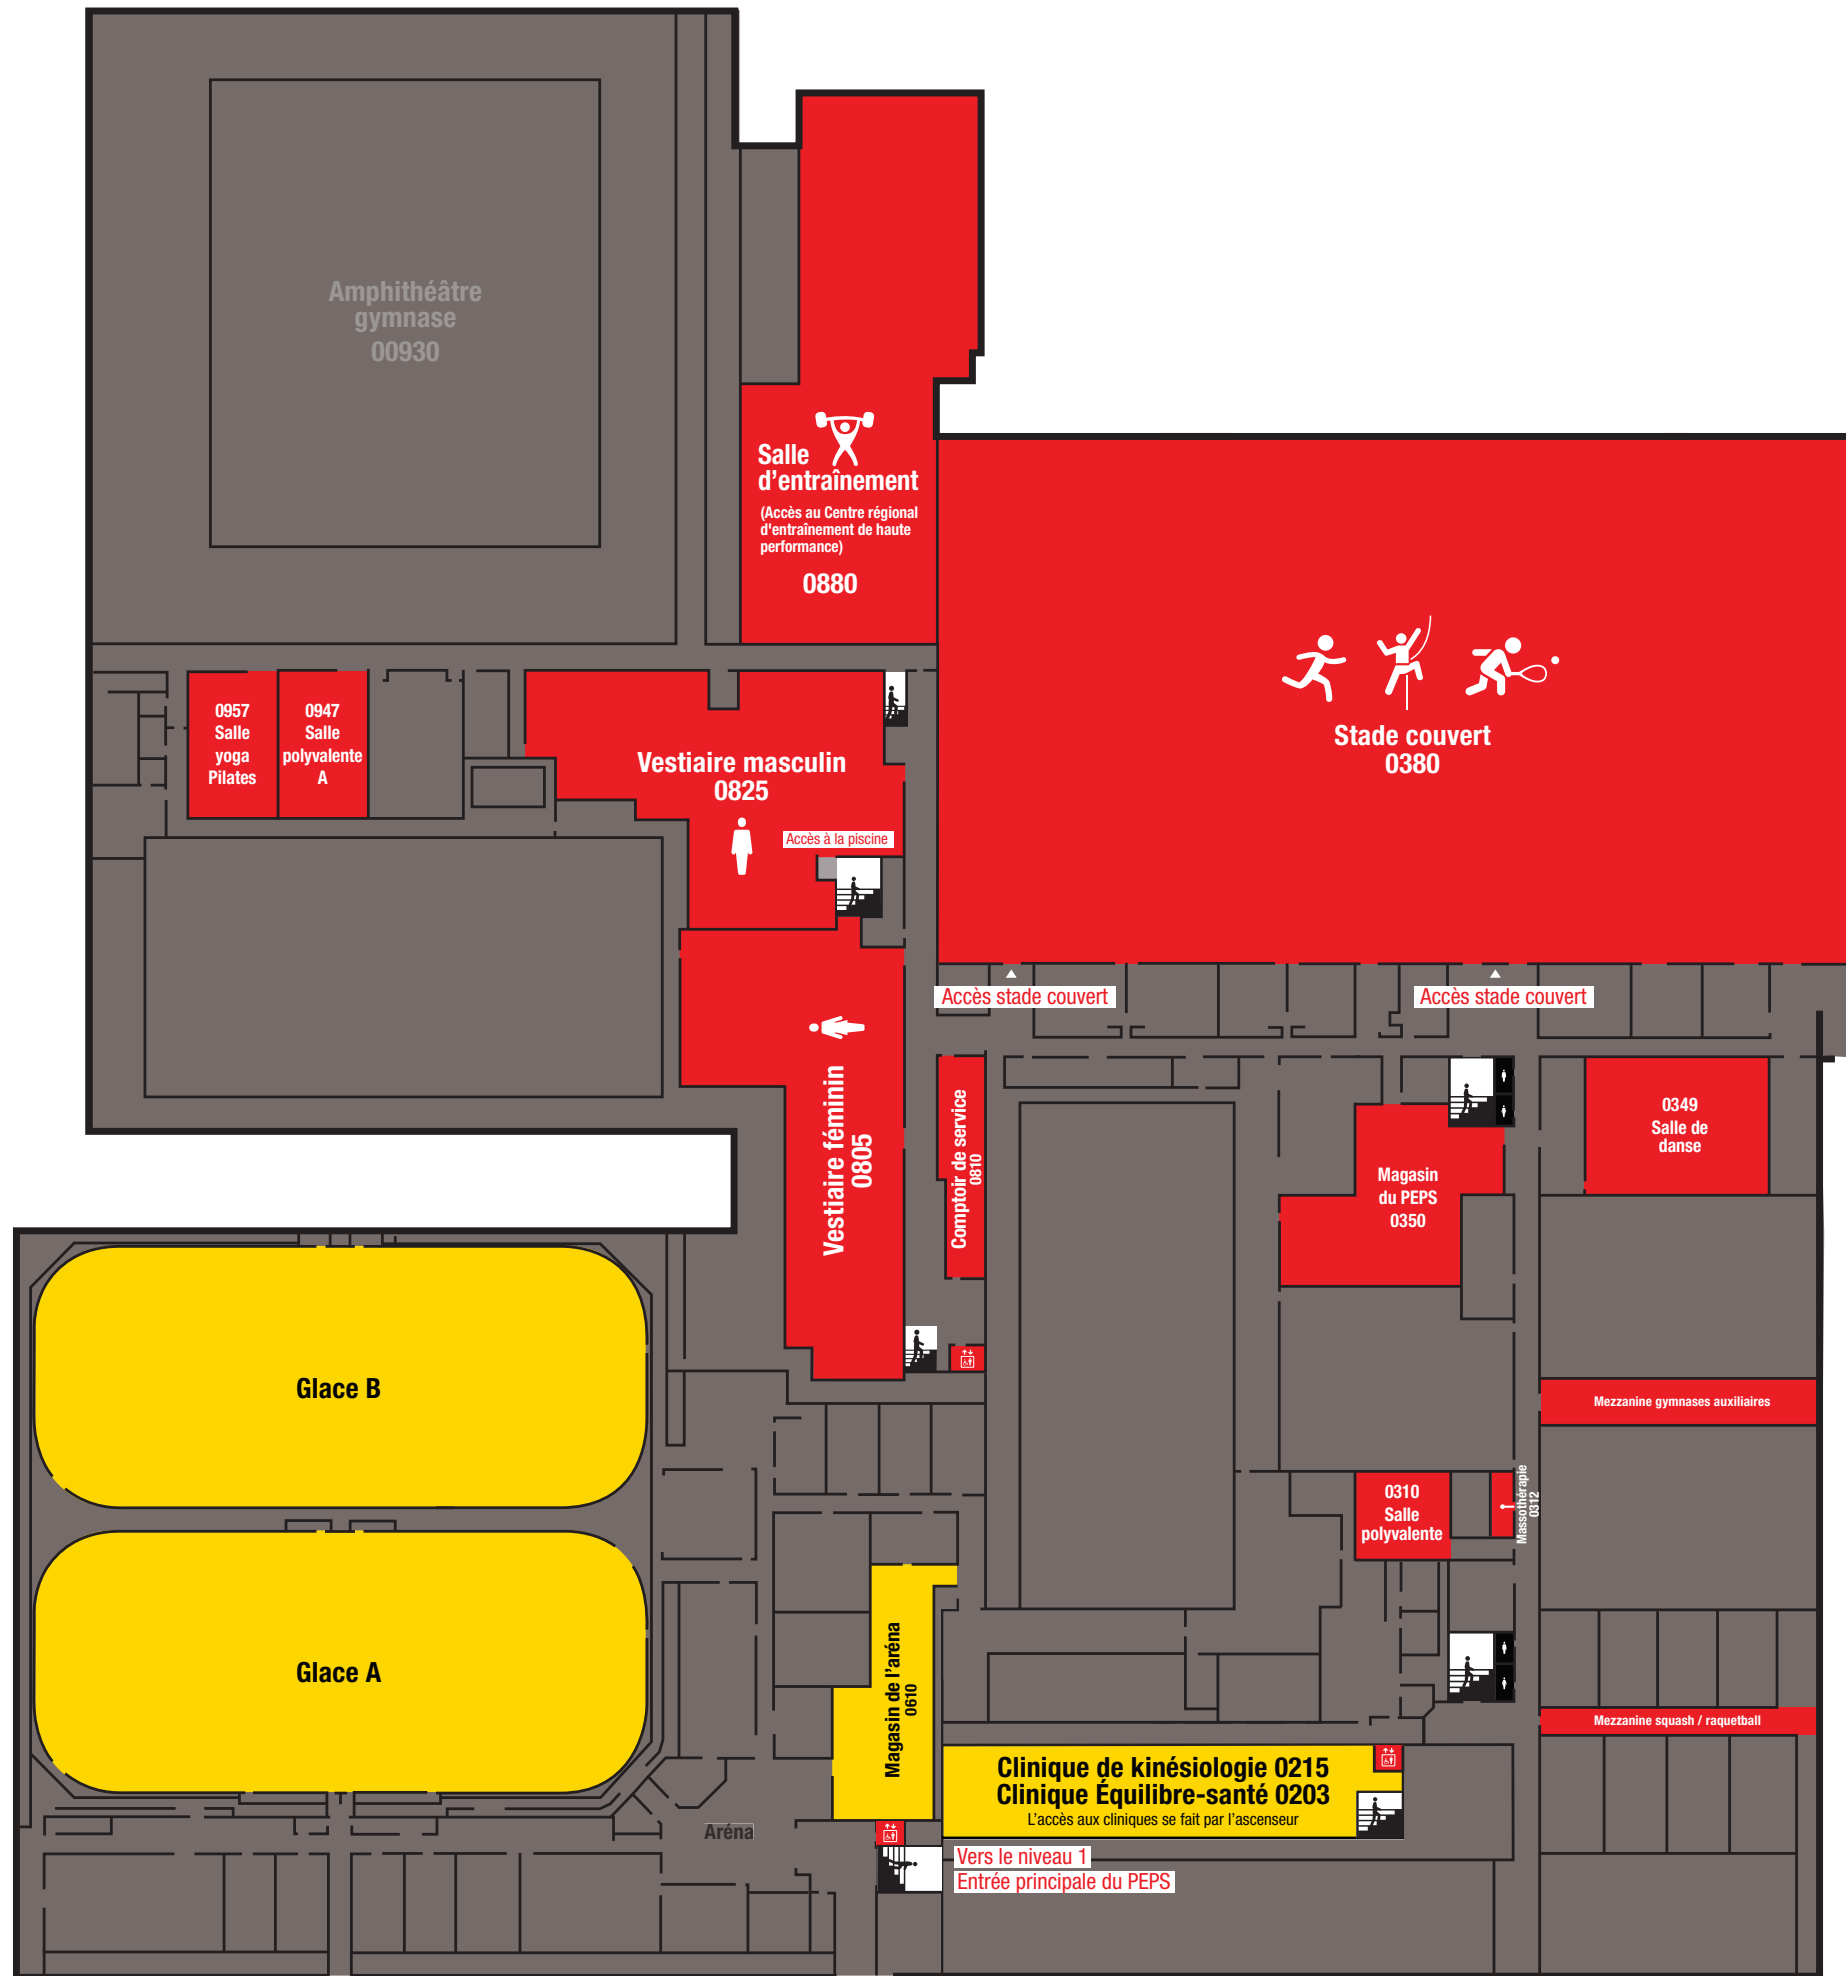 Amphithéâtre
gymnase
00930
Salle
d'entraînement
(Accès au Centre régional
d'entraînement de haute
performance)
0880
Stade couvert
0380
0957
Salle
yoga
Pilates
0947
Salle
polyvalente
A
Vestiaire masculin
0825
Accès à la piscine
Accès stade couvert
Accès stade couvert
Vestiaire féminin
0805
Comptoir de service
0810
0349
Salle de
danse
Magasin
du PEPS
0350
Glace B
Mezzanine gymnases auxiliaires
0310
Salle
polyvalente
Massothérapie
0312
Glace A
Magasin de l'aréna
0610
Mezzanine squash / raquetball
Clinique de kinésiologie 0215
Clinique Équilibre-santé 0203
L'accès aux cliniques se fait par l'ascenseur
Aréna
Vers le niveau 1
Entrée principale du PEPS